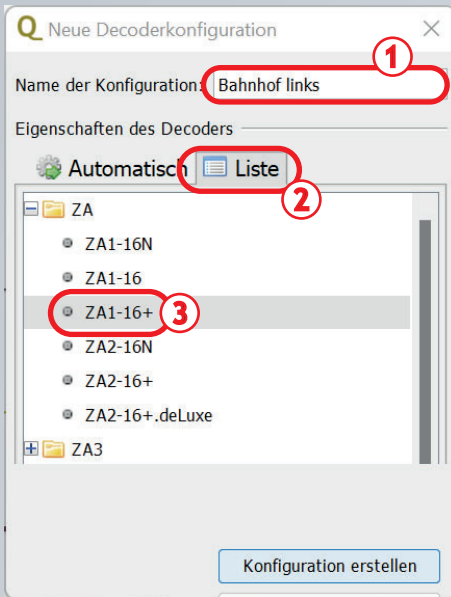 Neue Decoderkonfiguration
1
Name der Konfiguration: Bahnhof links
Eigenschaften des Decoders
Automatisch Liste
2
ZA
ZA1-16N
ZA1-16
ZA1-16+ 3
ZA2-16N
ZA2-16+
ZA2-16+.deLuxe
ZA3
Konfiguration erstellen